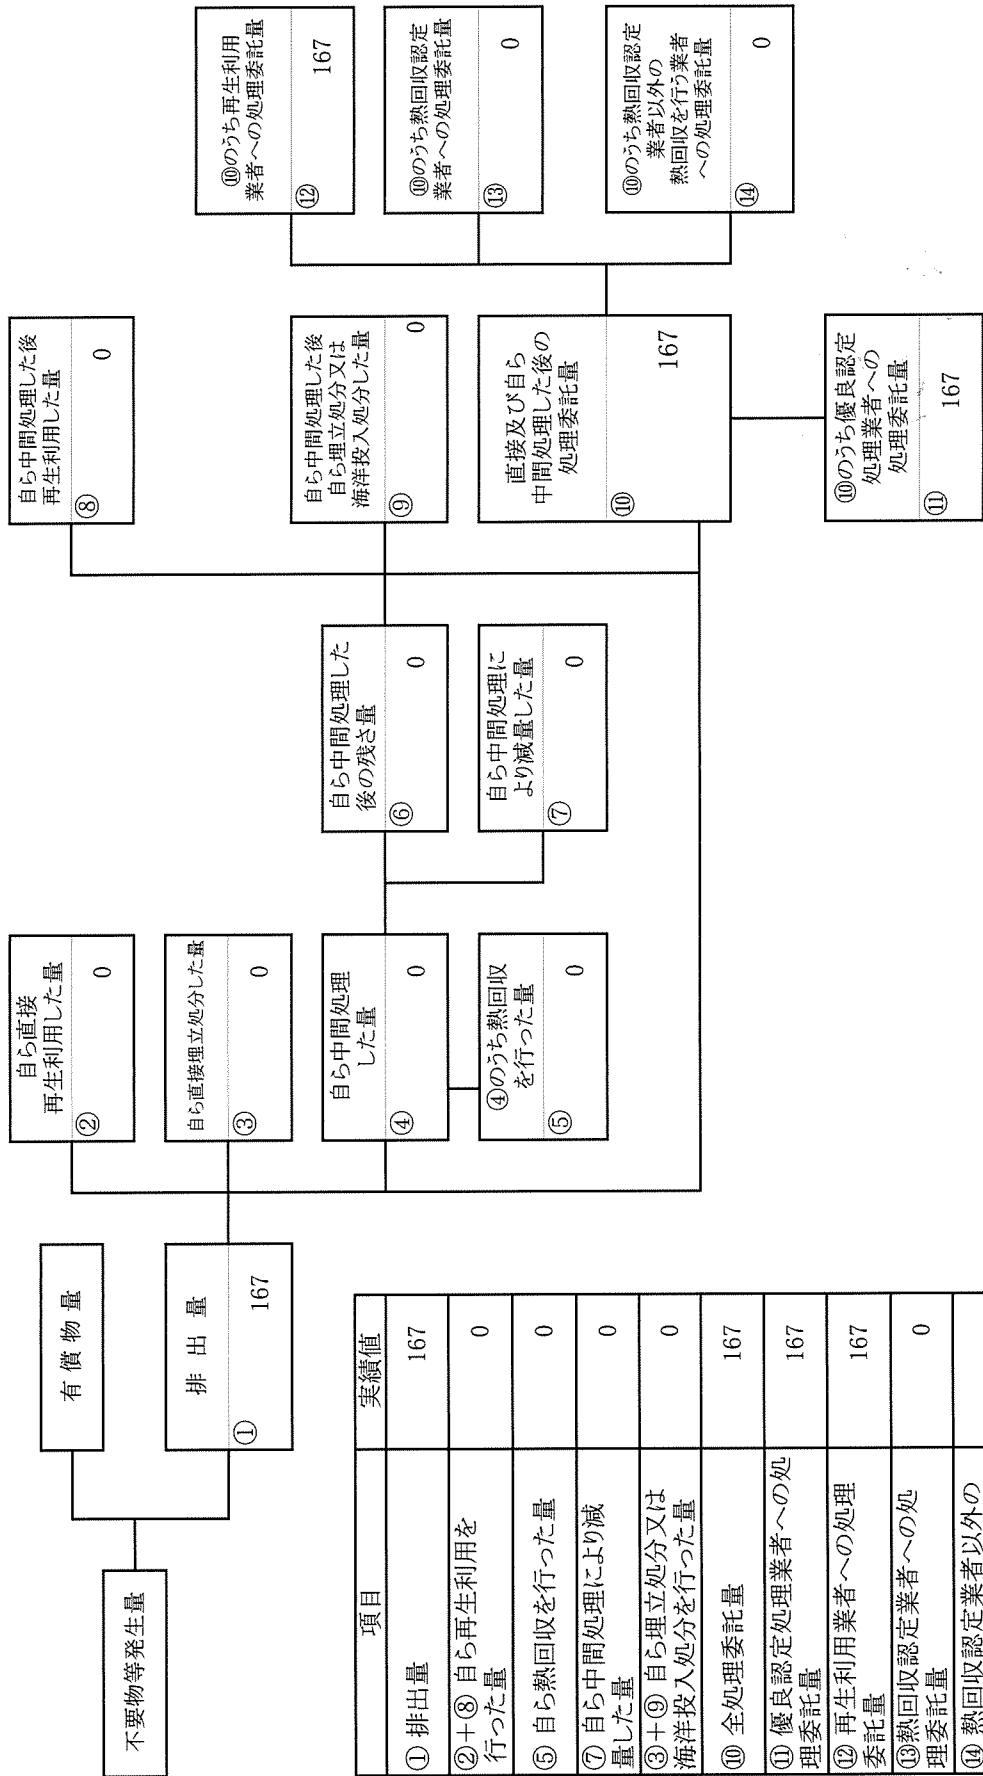 不要物等発生量
有償物量
排出量
①
167
自ら直接
再生利用した量
②
0
自ら直接埋立処分した量
③
0
自ら中間処理
した量
④
0
④のうち熱回収
を行った量
⑤
0
自ら中間処理した
後の残さ量
⑥
0
自ら中間処理に
より減量した量
⑦
0
自ら中間処理した後
再生利用した量
⑧
0
自ら中間処理した後
自ら埋立処分又は
海洋投入処分した量
⑨
0
直接及び自ら
中間処理した後の
処理委託量
⑩
167
⑩のうち優良認定
処理業者への
処理委託量
⑪
167
⑩のうち再生利用
業者への処理委託量
⑫
167
⑩のうち熱回収認定
業者への処理委託量
⑬
0
⑩のうち熱回収認定
業者以外の
熱回収を行う業者
への処理委託量
⑭
0
項目 実績値
① 排出量 167
②+⑧ 自ら再生利用を
行った量 0
⑤ 自ら熱回収を行った量 0
⑦ 自ら中間処理により減
量した量 0
③+⑨ 自ら埋立処分又は
海洋投入処分を行った量 0
⑩ 全処理委託量 167
⑪ 優良認定処理業者への処
理委託量 167
⑫ 再生利用業者への処理
委託量 167
⑬熱回収認定業者への処
理委託量 0
⑭ 熱回収認定業者以外の